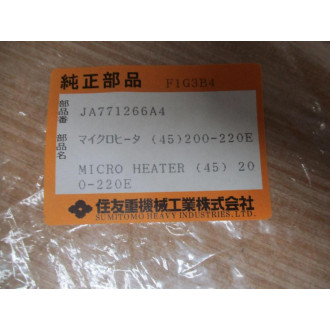 純正部品 F1G3B4
部品番 JA771266A4
部品名 マイクロヒータ (45)200-220E
MICRO HEATER (45) 20
0-220E
住友重機械工業株式会社
SUMITOMO HEAVY INDUSTRIES, LTD.